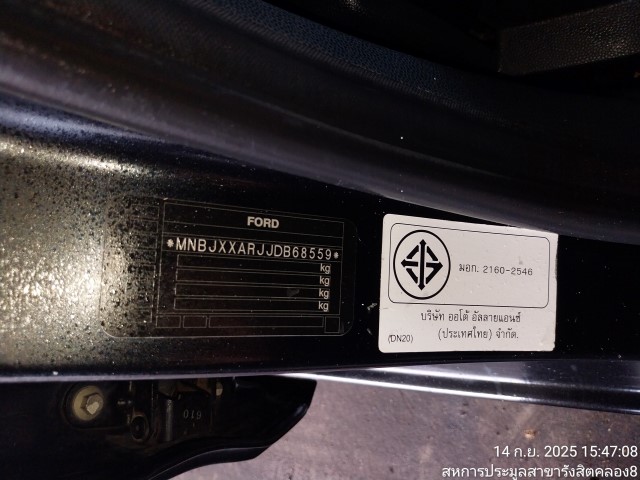 FORD
*MNBJXXARJJDB68559*
kg
kg
kg
kg
มอก. 2160-2546
บริษัท ออโต้ อัลลายแอนซ์
(ประเทศไทย) จำกัด.
(DN20)
019
14 ก.ย. 2025 15:47:08
สหการประมูลสาขารังสิตคลอง8